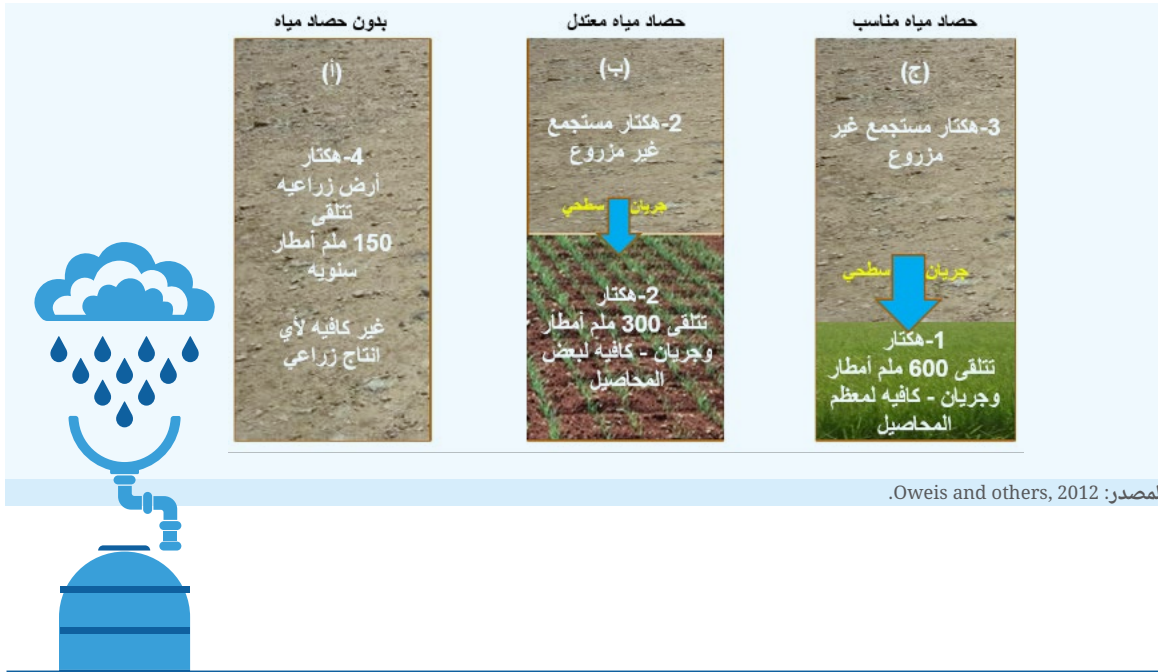 حصاد مياه مناسب
(ج)
3-هكتار مستجمع غير
مزروع
جريان سطحي
1-هكتار
تتلقى 600 ملم أمطار
وجريان - كافيه لمعظم
المحاصيل
حصاد مياه معتدل
(ب)
2-هكتار مستجمع
غير مزروع
جريان سطحي
2-هكتار
تتلقى 300 ملم أمطار
وجريان - كافيه لبعض
المحاصيل
بدون حصاد مياه
(أ)
4-هكتار
أرض زراعيه
تتلقى
150 ملم أمطار
سنويه
غير كافيه لأي
انتاج زراعي
المصدر: Oweis and others, 2012.